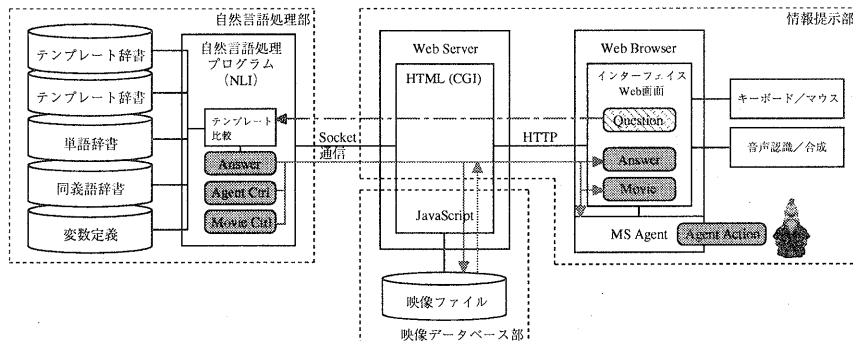 自然言語処理部
テンプレート辞書
テンプレート辞書
単語辞書
同義語辞書
変数定義
自然言語処理
プログラム
(NLI)
テンプレート
比較
Answer
Agent Ctrl
Movie Ctrl
Socket
通信
Web Server
HTML (CGI)
JavaScript
映像ファイル
映像データベース部
HTTP
情報提示部
Web Browser
インターフェイス
Web画面
Question
Answer
Movie
MS Agent
Agent Action
キーボード/マウス
音声認識/合成